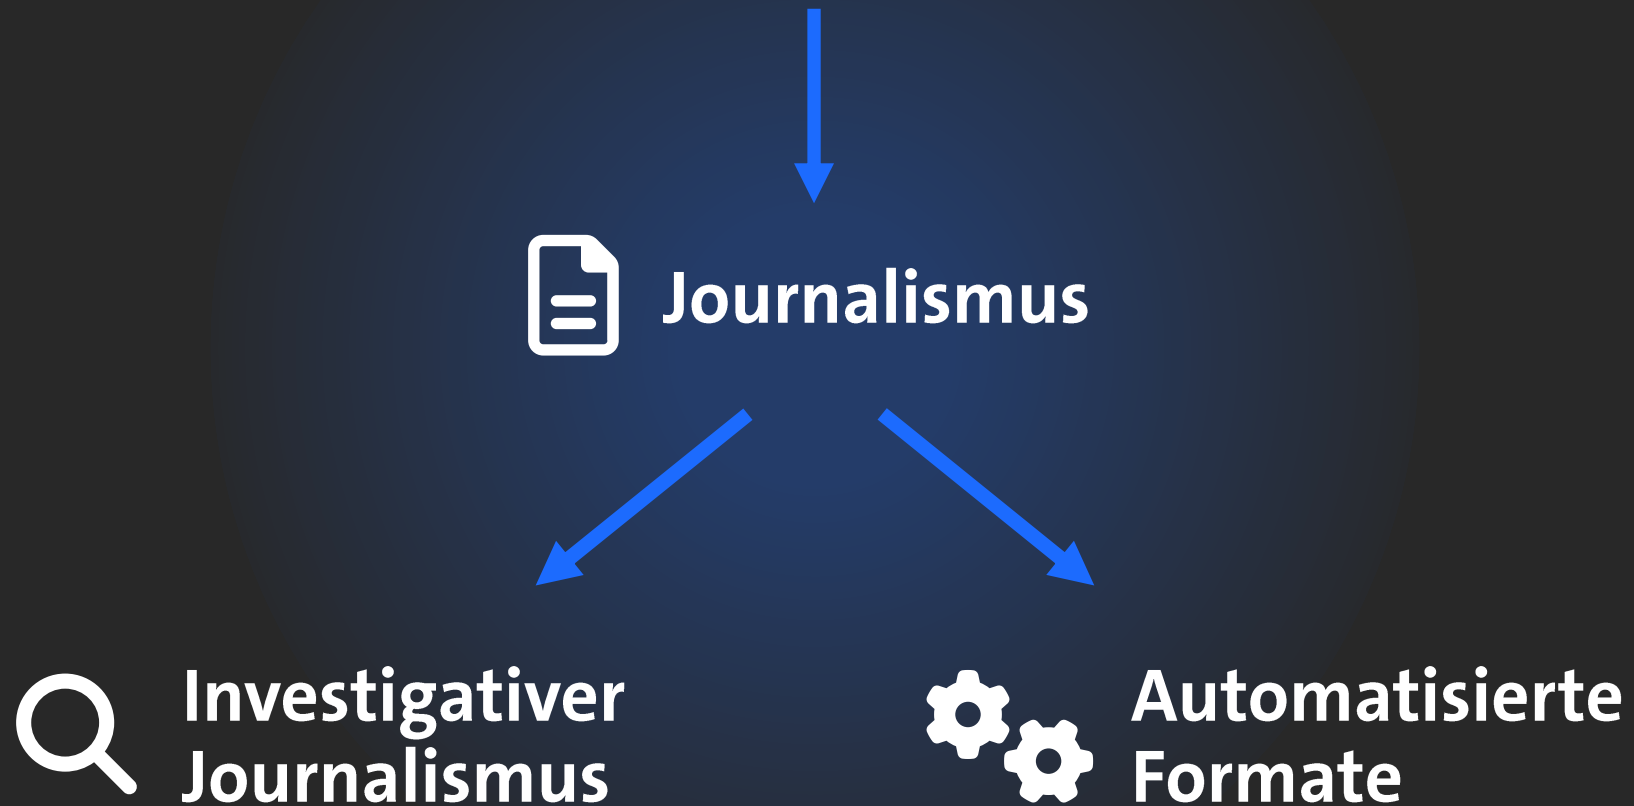 Journalismus
Investigativer
Journalismus
Automatisierte
Formate